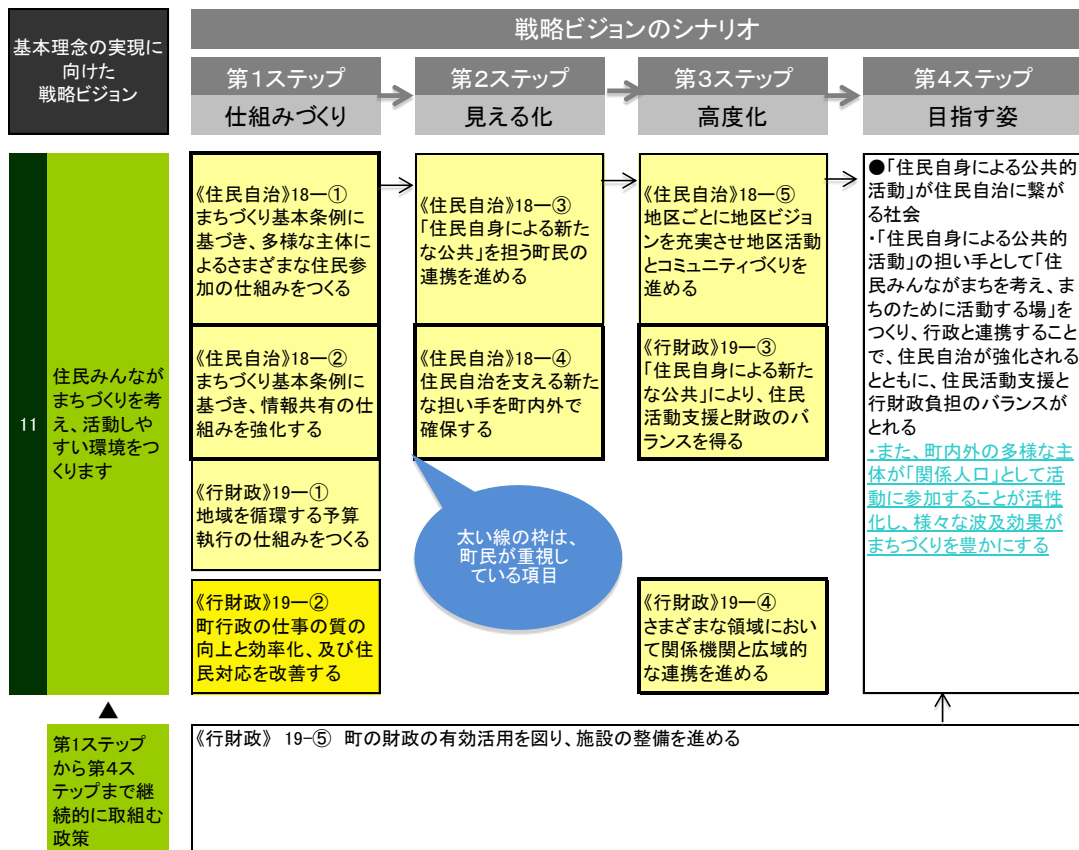 基本理念の実現に
向けた
戦略ビジョン
戦略ビジョンのシナリオ
第1ステップ
仕組みづくり
第2ステップ
見える化
第3ステップ
高度化
第4ステップ
目指す姿
11
住民みんなが
まちづくりを考
え、活動しや
すい環境をつ
くります
《住民自治》18―①
まちづくり基本条例に
基づき、多様な主体に
よるさまざまな住民参
加の仕組みをつくる
《住民自治》18―②
まちづくり基本条例に
基づき、情報共有の仕
組みを強化する
《行財政》19―①
地域を循環する予算
執行の仕組みをつくる
《行財政》19―②
町行政の仕事の質の
向上と効率化、及び住
民対応を改善する
《住民自治》18―③
「住民自身による新た
な公共」を担う町民の
連携を進める
《住民自治》18―④
住民自治を支える新た
な担い手を町内外で
確保する
太い線の枠は、
町民が重視し
ている項目
《住民自治》18―⑤
地区ごとに地区ビジョ
ンを充実させ地区活動
とコミュニティづくりを
進める
《行財政》19―③
「住民自身による新た
な公共」により、住民
活動支援と財政のバ
ランスを得る
《行財政》19―④
さまざまな領域におい
て関係機関と広域的
な連携を進める
●「住民自身による公共的
活動」が住民自治に繋が
る社会
・「住民自身による公共的
活動」の担い手として「住
民みんながまちを考え、ま
ちのために活動する場」を
つくり、行政と連携すること
で、住民自治が強化される
とともに、住民活動支援と
行財政負担のバランスが
とれる
・また、町内外の多様な主
体が「関係人口」として活
動に参加することが活性
化し、様々な波及効果が
まちづくりを豊かにする
▲
第1ステップ
から第4ス
テップまで継
続的に取組む
政策
《行財政》 19-⑤ 町の財政の有効活用を図り、施設の整備を進める